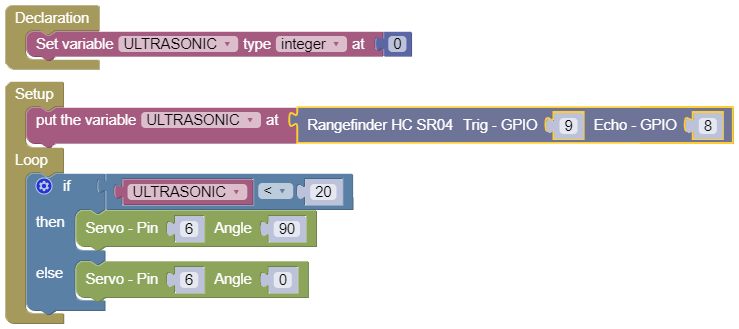 Declaration
Set variable ULTRASONIC type integer at 0
Setup
put the variable ULTRASONIC at Rangefinder HC SR04 Trig - GPIO 9 Echo - GPIO 8
Loop
if ULTRASONIC < 20
then Servo - Pin 6 Angle 90
else Servo - Pin 6 Angle 0